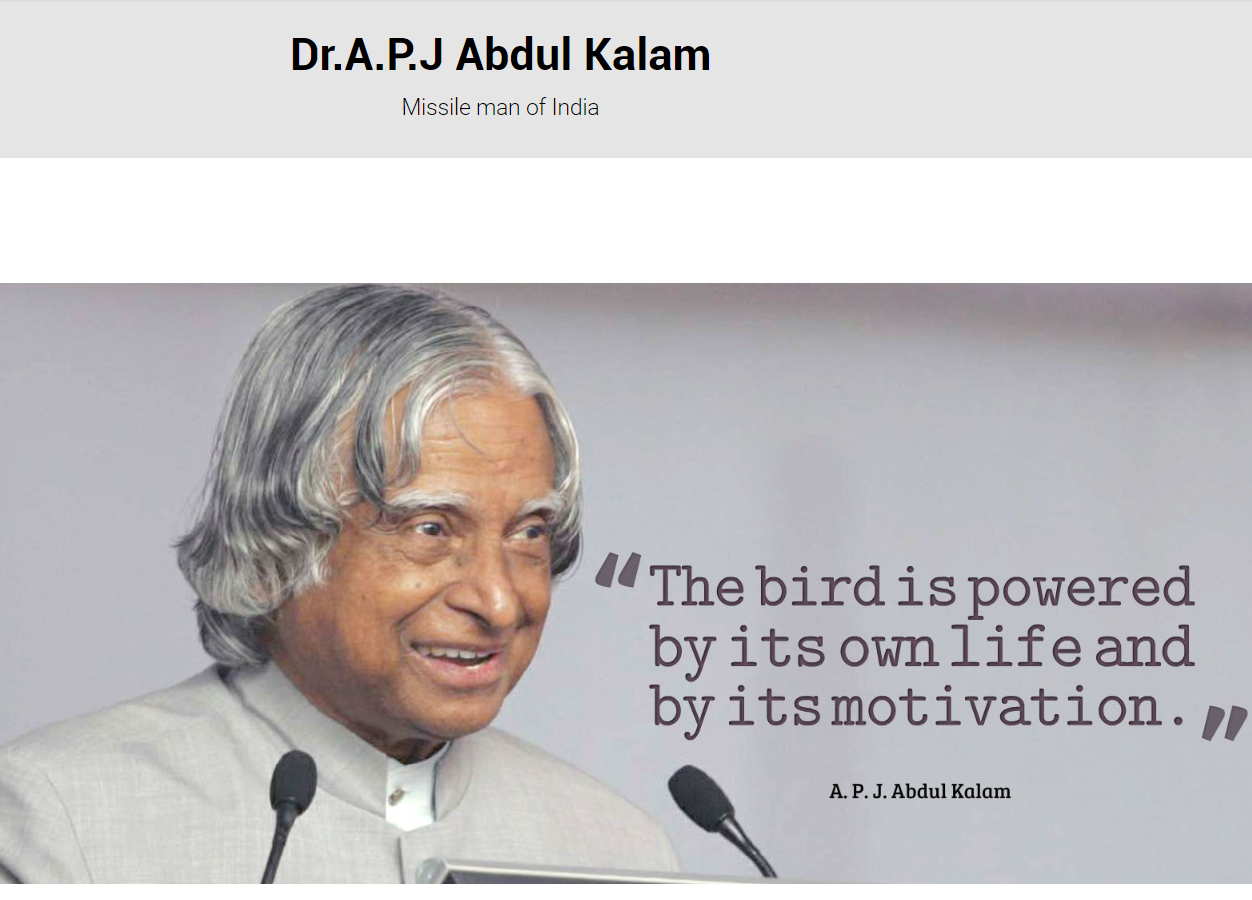 Dr.A.P.J Abdul Kalam
Missile man of India
“The bird is powered
by its own life and
by its motivation.”
A. P. J. Abdul Kalam